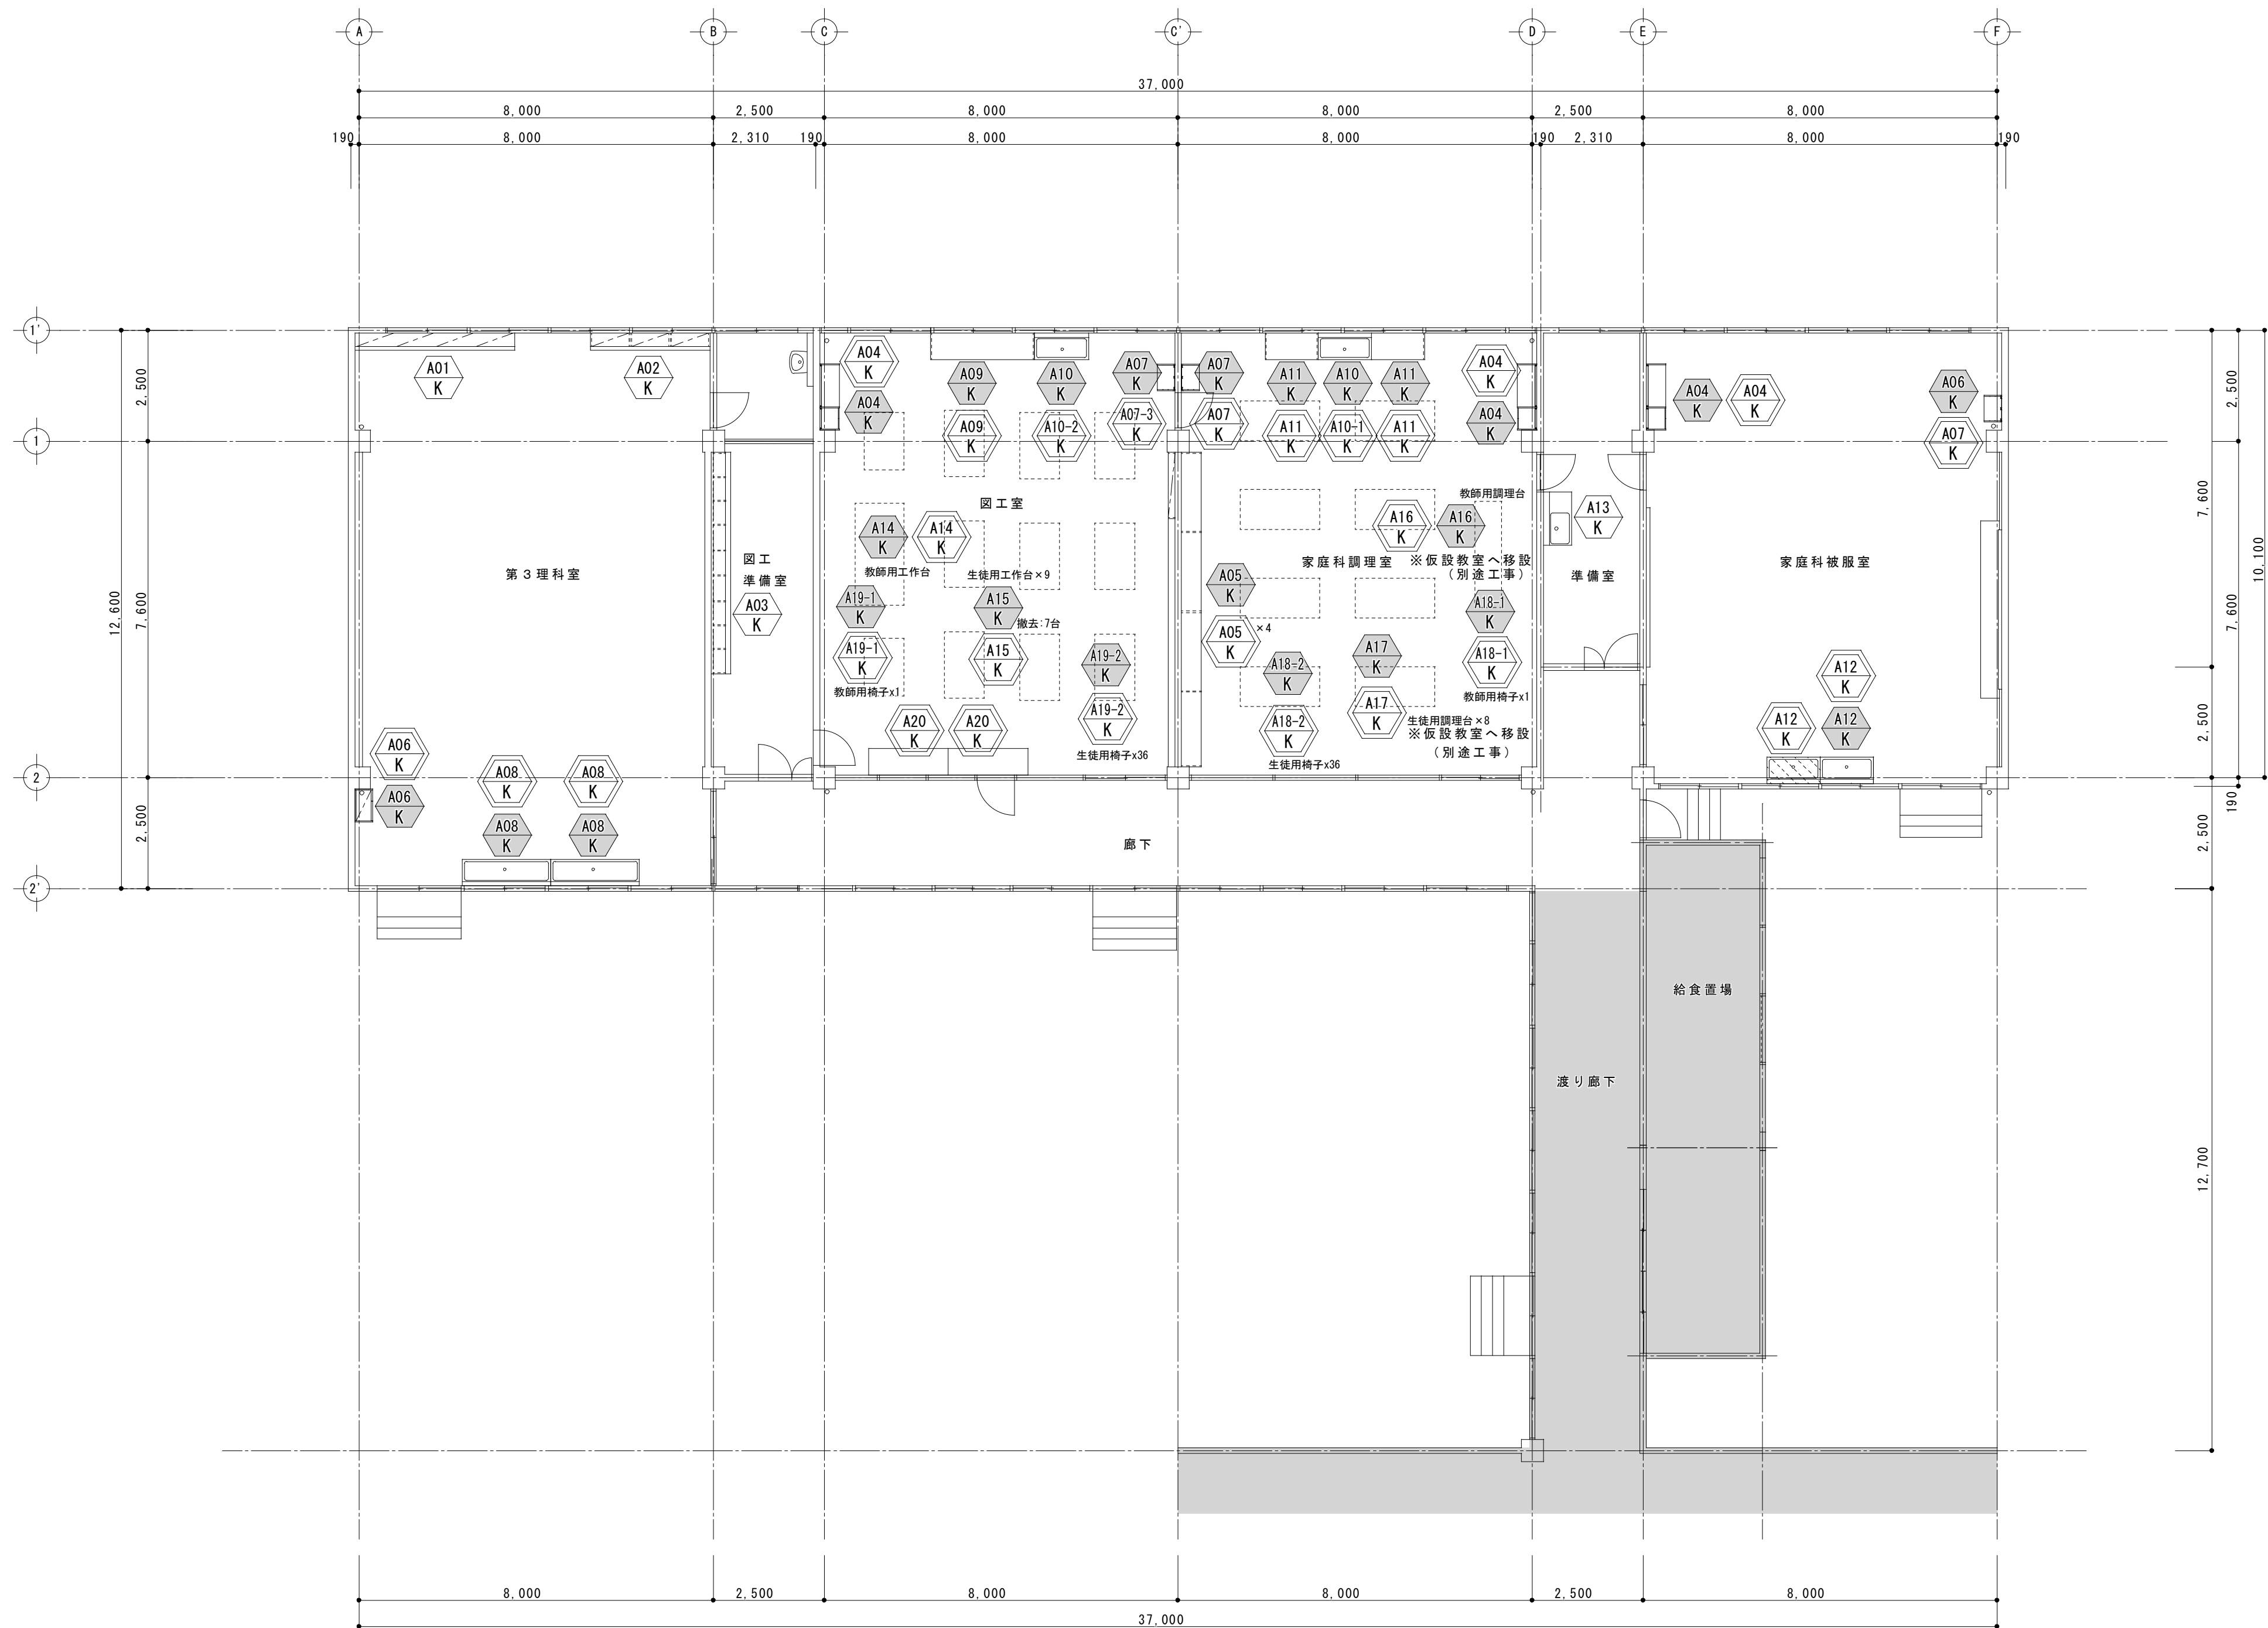 A B C C' D E F
37,000
8,000 2,500 8,000 8,000 2,500 8,000
190 8,000 2,310 190 8,000 8,000 190 2,310 8,000 190
1'
1
2
2'
12,600
2,500
7,600
2,500
2,500
7,600
10,100
7,600
2,500
190
2,500
12,700
A01
K
A02
K
第3理科室
A06
K
A06
K
A08
K
A08
K
A08
K
A08
K
図工
準備室
A03
K
A04
K
A04
K
A09
K
A10
K
A07
K
A09
K
A10-2
K
A07-3
K
図工室
A14
K
A14
K
教師用工作台
生徒用工作台×9
A19-1
K
A15
K
撤去:7台
A19-1
K
A15
K
A19-2
K
教師用椅子x1
A20
K
A20
K
A19-2
K
生徒用椅子x36
A07
K
A11
K
A10
K
A11
K
A04
K
A07
K
A11
K
A10-1
K
A11
K
A04
K
教師用調理台
A16
K
A16
K
家庭科調理室
※仮設教室へ移設
(別途工事)
A05
K
A18-1
K
A05
K
×4
A17
K
A18-1
K
A18-2
K
教師用椅子x1
A17
K
A18-2
K
生徒用調理台×8
※仮設教室へ移設
(別途工事)
生徒用椅子x36
A13
K
準備室
A04
K
A04
K
A06
K
A07
K
家庭科被服室
A12
K
A12
K
A12
K
廊下
給食置場
渡り廊下
8,000 2,500 8,000 8,000 2,500 8,000
37,000